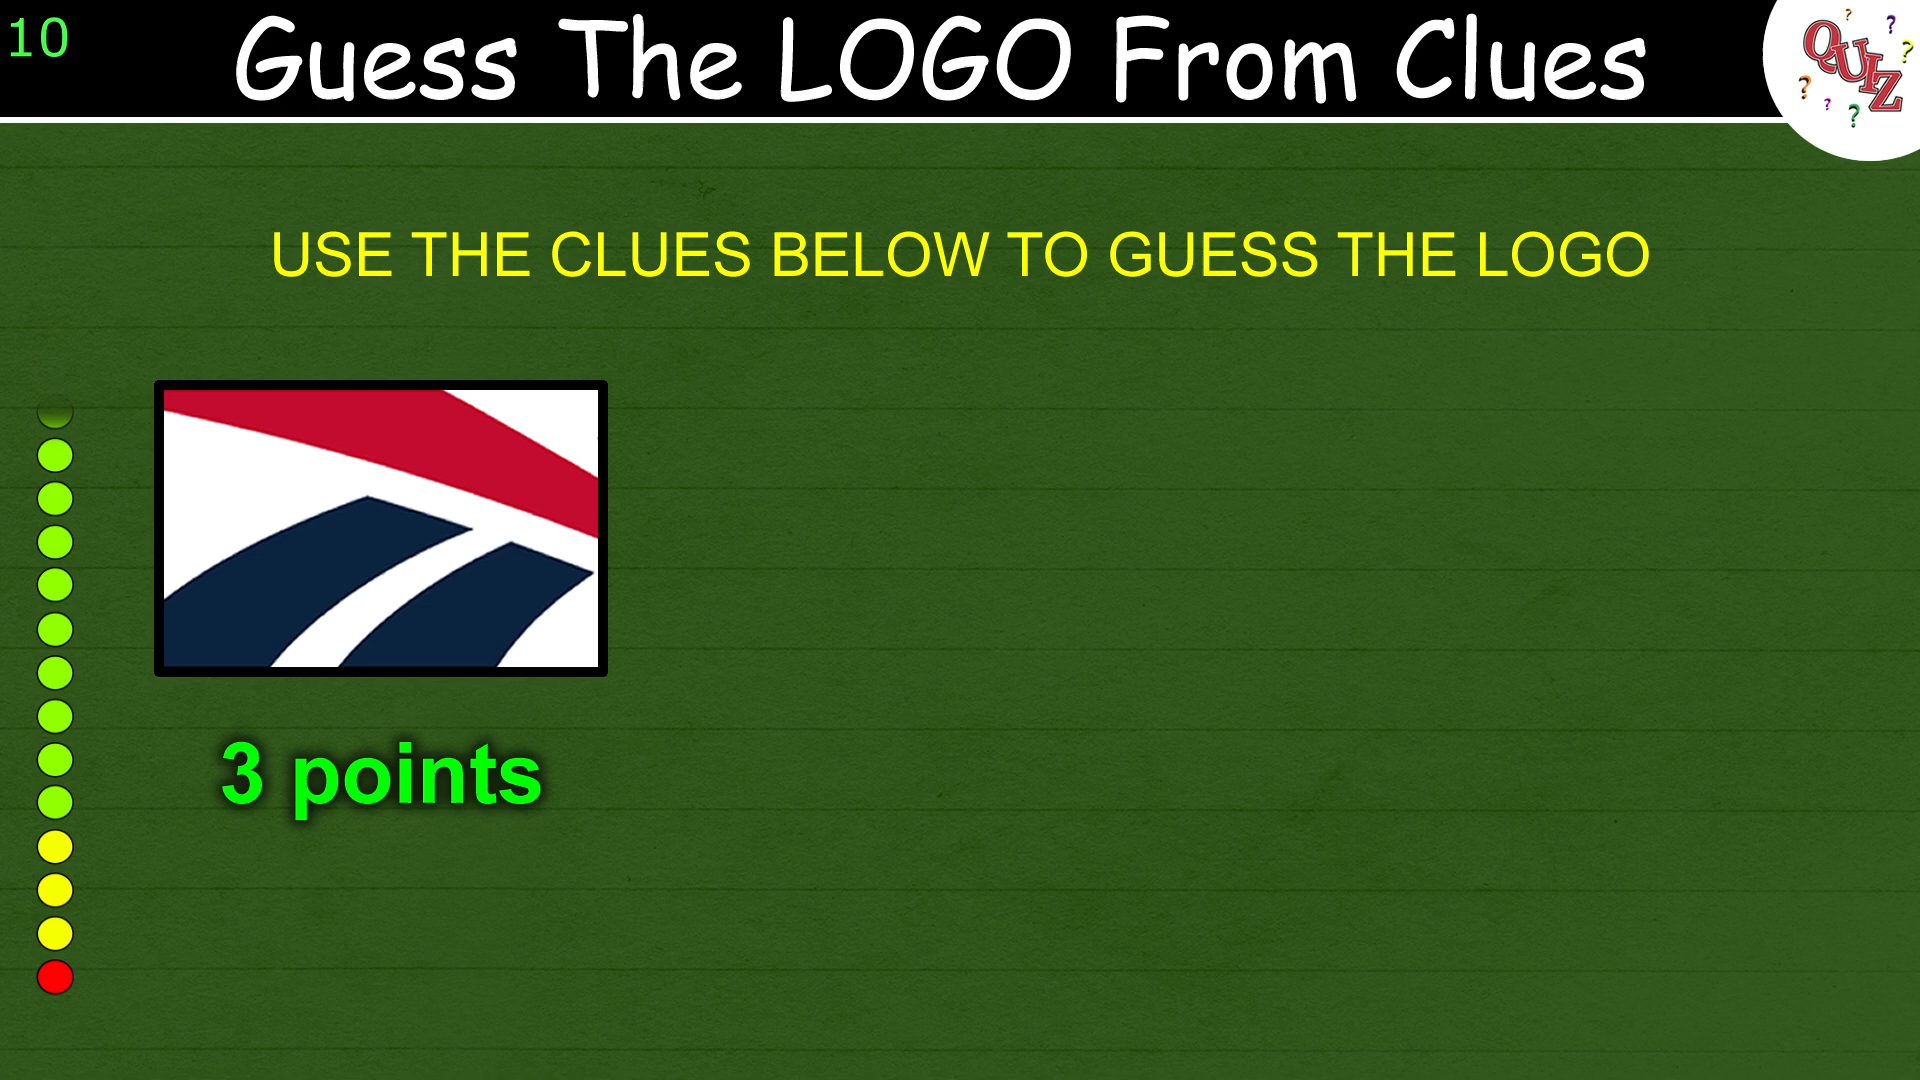 10
Guess The LOGO From Clues
QUIZ
USE THE CLUES BELOW TO GUESS THE LOGO
3 points